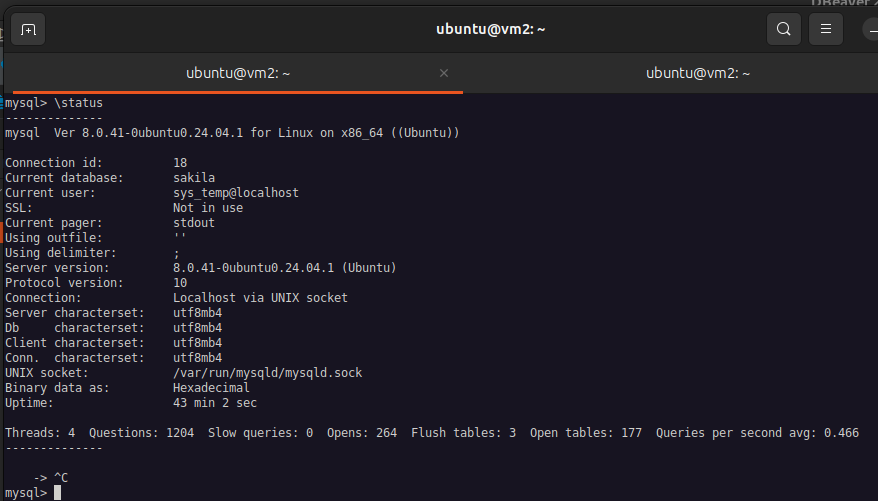 DBeaver
ubuntu@vm2: ~
ubuntu@vm2: ~
ubuntu@vm2: ~
mysql> \status
--------------
mysql  Ver 8.0.41-0ubuntu0.24.04.1 for Linux on x86_64 ((Ubuntu))

Connection id:          18
Current database:       sakila
Current user:           sys_temp@localhost
SSL:                    Not in use
Current pager:          stdout
Using outfile:          ''
Using delimiter:        ;
Server version:         8.0.41-0ubuntu0.24.04.1 (Ubuntu)
Protocol version:       10
Connection:             Localhost via UNIX socket
Server characterset:    utf8mb4
Db     characterset:    utf8mb4
Client characterset:    utf8mb4
Conn.  characterset:    utf8mb4
UNIX socket:            /var/run/mysqld/mysqld.sock
Binary data as:         Hexadecimal
Uptime:                 43 min 2 sec

Threads: 4  Questions: 1204  Slow queries: 0  Opens: 264  Flush tables: 3  Open tables: 177  Queries per second avg: 0.466
--------------

    -> ^C
mysql>